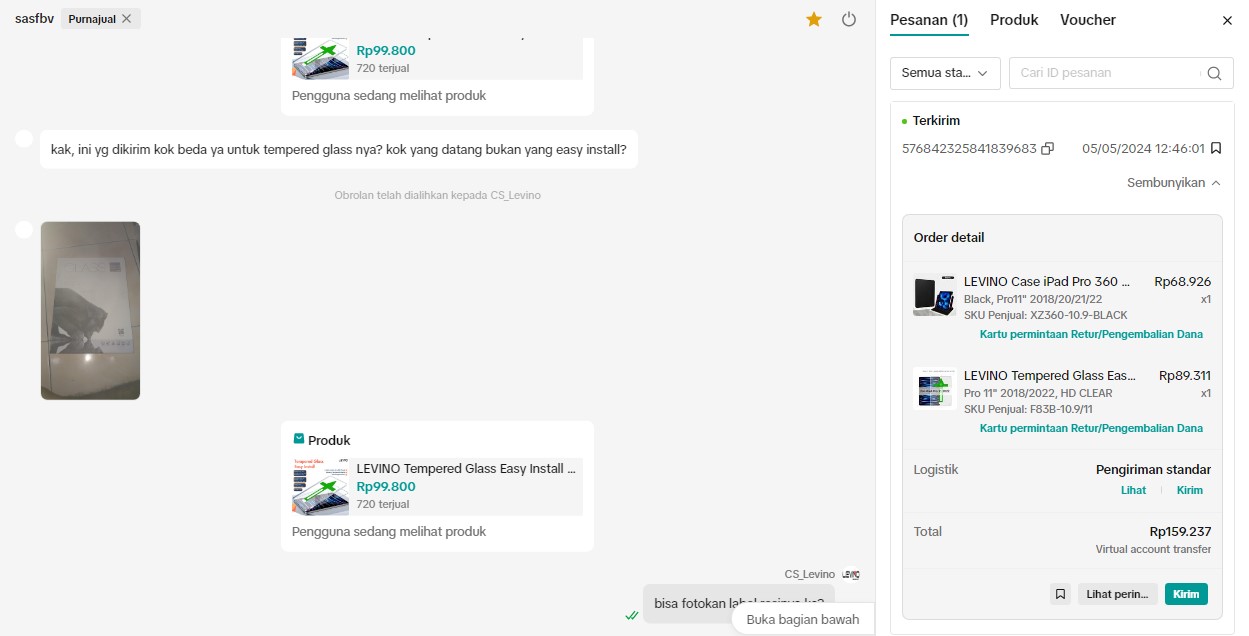 sasfbv
Purnajual
Rp99.800
720 terjual
Pengguna sedang melihat produk
kak, ini yg dikirim kok beda ya untuk tempered glass nya? kok yang datang bukan yang easy install?
Obrolan telah dialihkan kepada CS_Levino
Produk
LEVINO Tempered Glass Easy Install ...
Rp99.800
720 terjual
Pengguna sedang melihat produk
CS_Levino
bisa fotokan
Buka bagian bawah
Pesanan (1) Produk Voucher
Semua sta...
Cari ID pesanan
Terkirim
576842325841839683 05/05/2024 12:46:01
Sembunyikan
Order detail
LEVINO Case iPad Pro 360 ... Rp68.926
Black, Pro11" 2018/20/21/22 x1
SKU Penjual: XZ360-10.9-BLACK
Kartu permintaan Retur/Pengembalian Dana
LEVINO Tempered Glass Eas... Rp89.311
Pro 11" 2018/2022, HD CLEAR x1
SKU Penjual: F83B-10.9/11
Kartu permintaan Retur/Pengembalian Dana
Logistik Pengiriman standar
Lihat Kirim
Total Rp159.237
Virtual account transfer
Lihat perin... Kirim